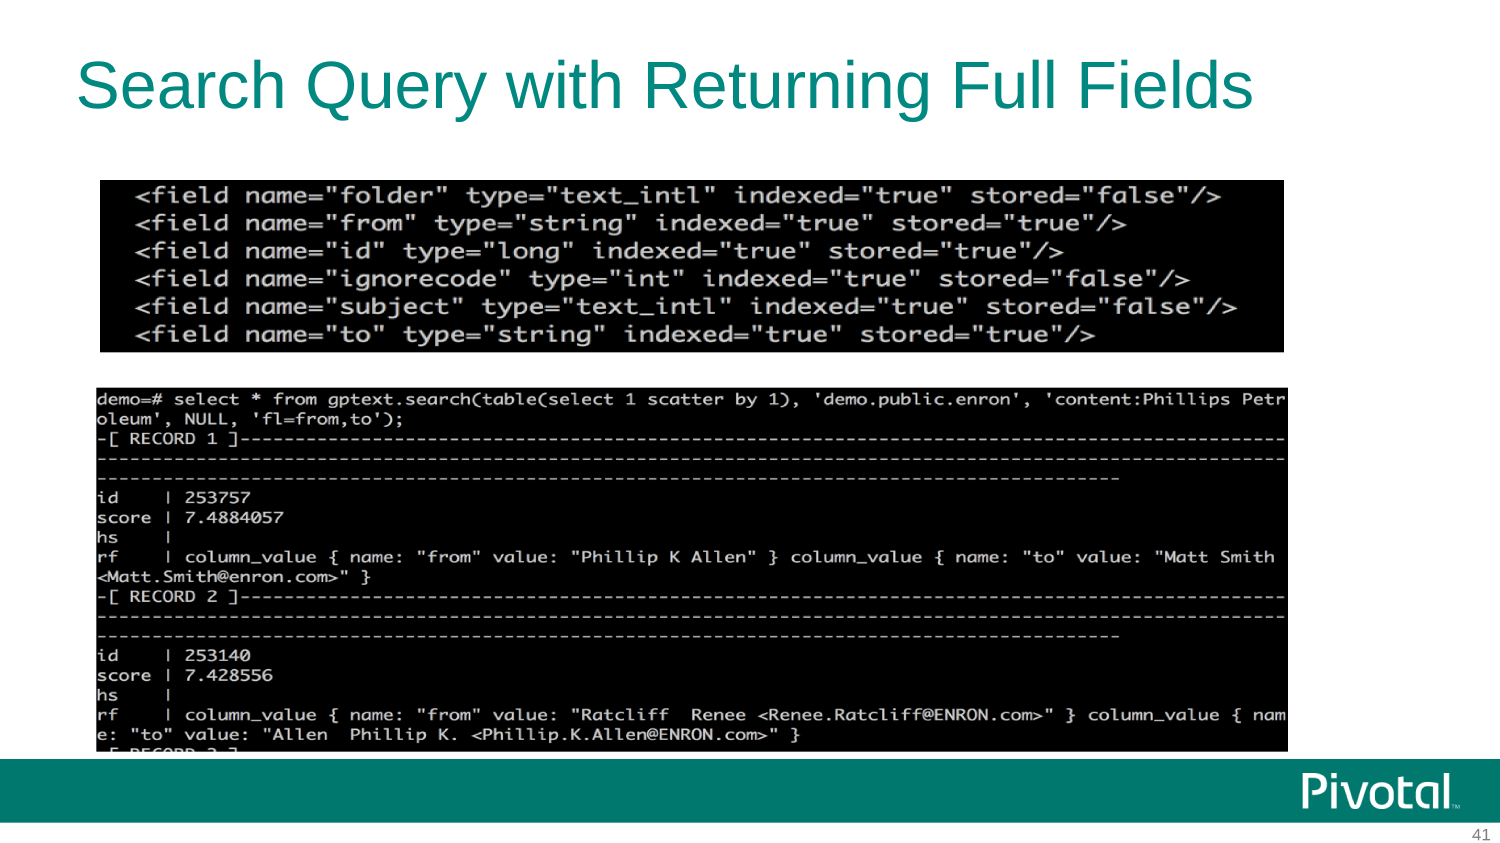 Search Query with Returning Full Fields
<field name="folder" type="text_intl" indexed="true" stored="false"/>
<field name="from" type="string" indexed="true" stored="true"/>
<field name="id" type="long" indexed="true" stored="true"/>
<field name="ignorecode" type="int" indexed="true" stored="false"/>
<field name="subject" type="text_intl" indexed="true" stored="false"/>
<field name="to" type="string" indexed="true" stored="true"/>
demo=# select * from gptext.search(table(select 1 scatter by 1), 'demo.public.enron', 'content:Phillips Petr
oleum', NULL, 'fl=from,to');
-[ RECORD 1 ]-----------------------------------------------------------------------------------------------
------------------------------------------------------------------------------------------------------------
---------------------------------------------------------------------------------------------
id    | 253757
score | 7.4884057
hs    |
rf    | column_value { name: "from" value: "Phillip K Allen" } column_value { name: "to" value: "Matt Smith
<Matt.Smith@enron.com>" }
-[ RECORD 2 ]-----------------------------------------------------------------------------------------------
------------------------------------------------------------------------------------------------------------
---------------------------------------------------------------------------------------------
id    | 253140
score | 7.428556
hs    |
rf    | column_value { name: "from" value: "Ratcliff  Renee <Renee.Ratcliff@ENRON.com>" } column_value { nam
e: "to" value: "Allen  Phillip K. <Phillip.K.Allen@ENRON.com>" }
Pivotal™
41